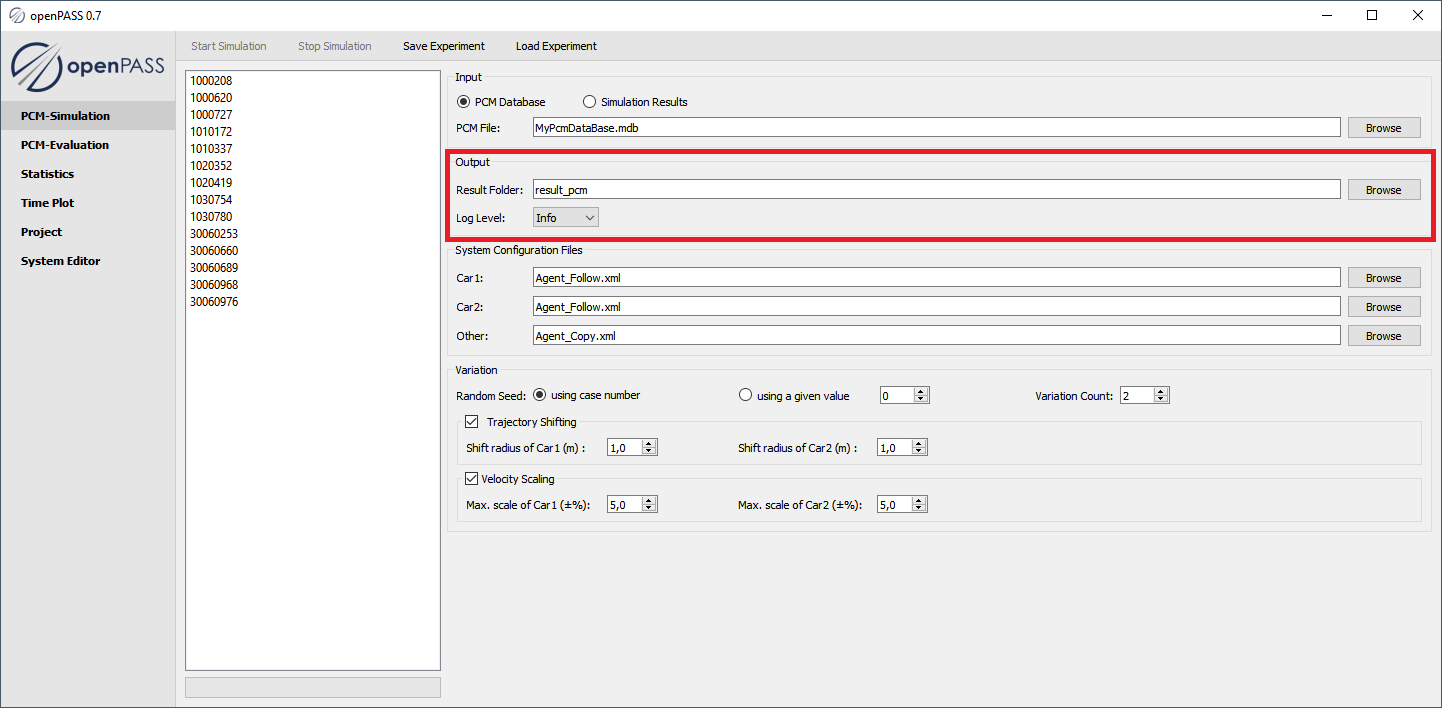 openPASS 0.7
openPASS
PCM-Simulation
PCM-Evaluation
Statistics
Time Plot
Project
System Editor
Start Simulation Stop Simulation Save Experiment Load Experiment
1000208
1000620
1000727
1010172
1010337
1020352
1020419
1030754
1030780
30060253
30060660
30060689
30060968
30060976
Input
PCM Database Simulation Results
PCM File: MyPcmDataBase.mdb Browse
Output
Result Folder: result_pcm Browse
Log Level: Info
System Configuration Files
Car1: Agent_Follow.xml Browse
Car2: Agent_Follow.xml Browse
Other: Agent_Copy.xml Browse
Variation
Random Seed: using case number using a given value 0 Variation Count: 2
Trajectory Shifting
Shift radius of Car1 (m) : 1,0 Shift radius of Car2 (m) : 1,0
Velocity Scaling
Max. scale of Car1 (±%): 5,0 Max. scale of Car2 (±%): 5,0